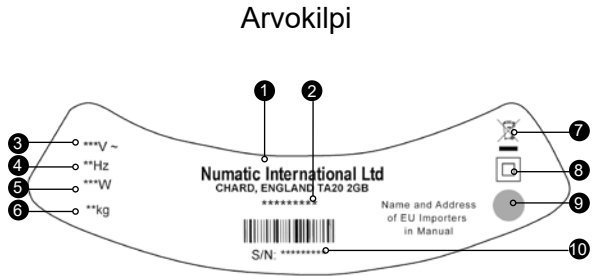 Arvokilpi
1
2
3
4
5
6
7
8
9
10
***V ~
**Hz
***W
**kg
Numatic International Ltd
CHARD, ENGLAND TA20 2GB
*********
S/N: ********
Name and Address
of EU Importers
in Manual